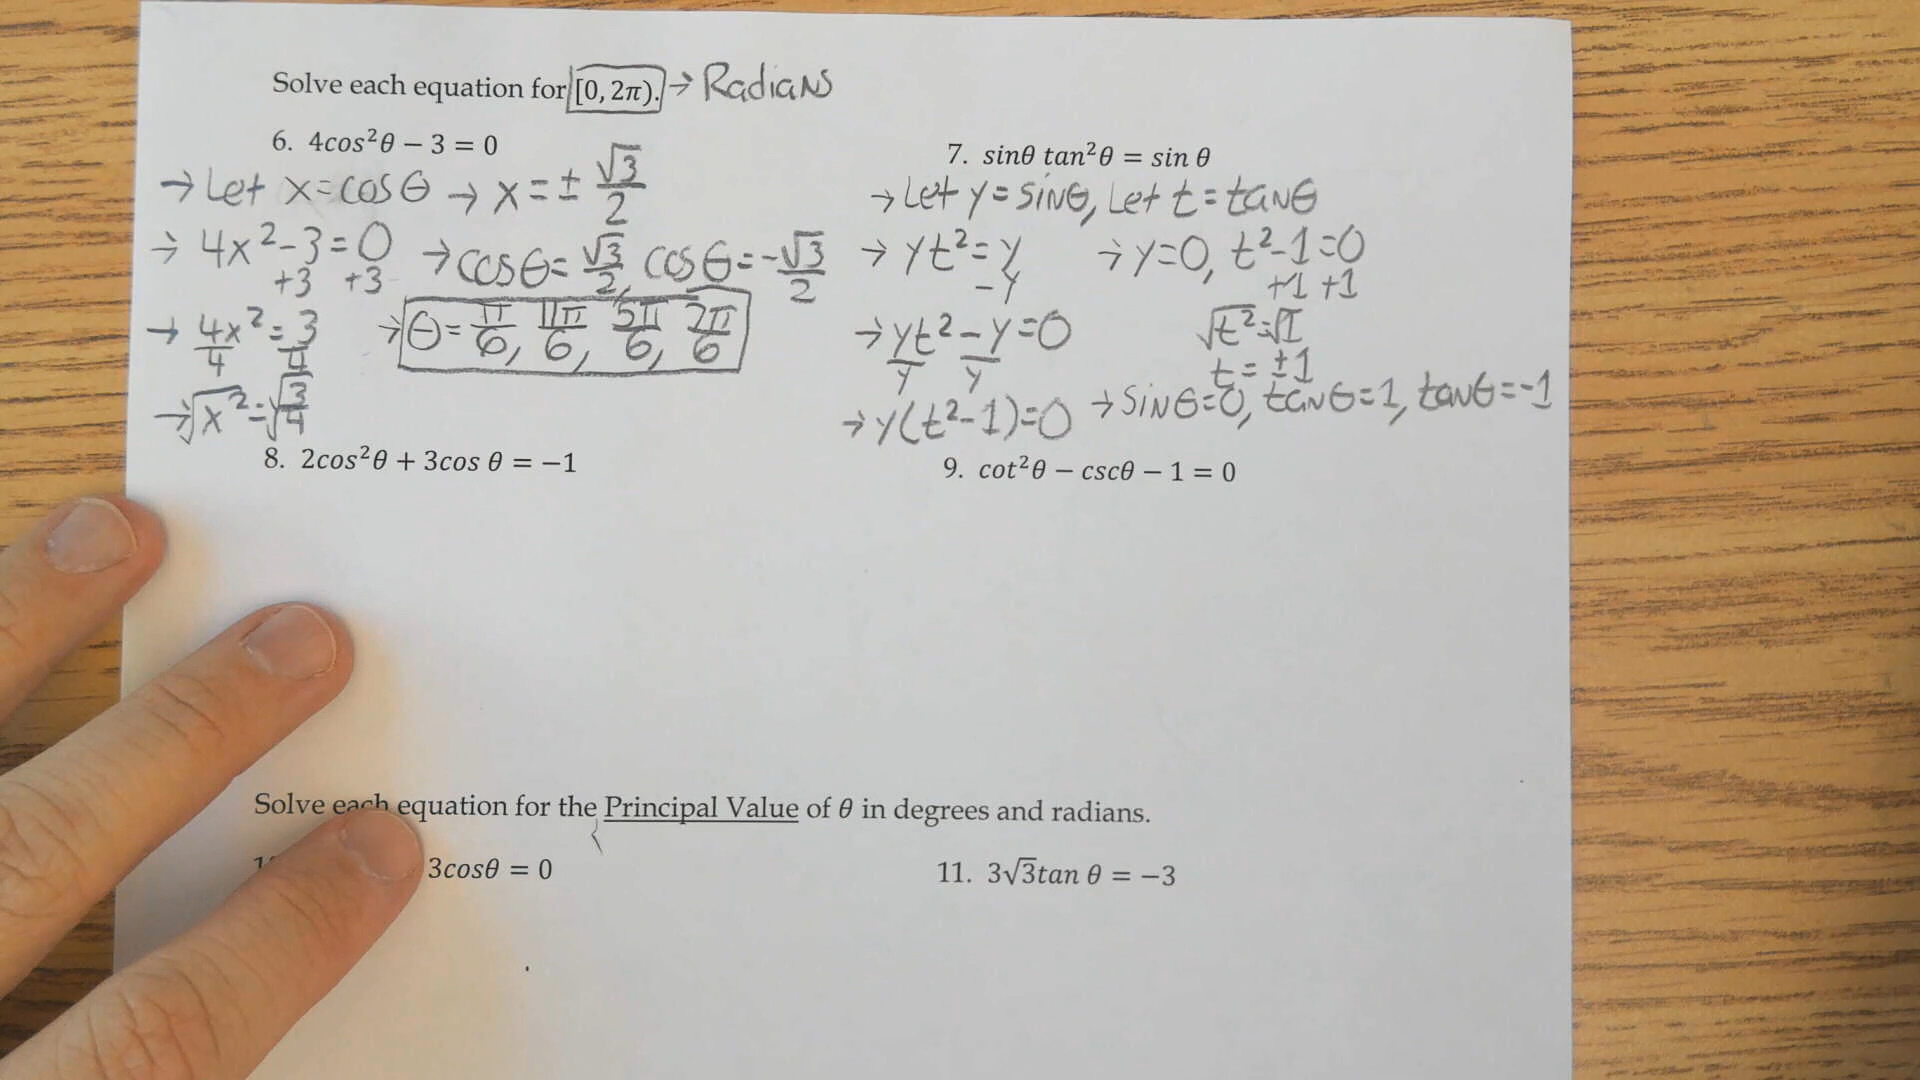 Solve each equation for [0, 2π). → Radians
6. 4cos²θ − 3 = 0
→ Let x = cosθ → x = ± √3/2
→ 4x² - 3 = 0
+3 +3
→ cosθ = √3/2, cosθ = -√3/2
→ 4x²/4 = 3/4
→ θ = π/6, 11π/6, 5π/6, 7π/6
→ √x² = √3/4
7. sinθ tan²θ = sin θ
→ Let y = sinθ, Let t = tanθ
→ yt² = y
-y
→ yt² - y = 0
y y
→ y(t² - 1) = 0
→ y = 0, t² - 1 = 0
+1 +1
√t² = √1
t = ±1
→ sinθ = 0, tanθ = 1, tanθ = -1
8. 2cos²θ + 3cos θ = −1
9. cot²θ − cscθ − 1 = 0
Solve each equation for the Principal Value of θ in degrees and radians.
3cosθ = 0
11. 3√3tan θ = −3